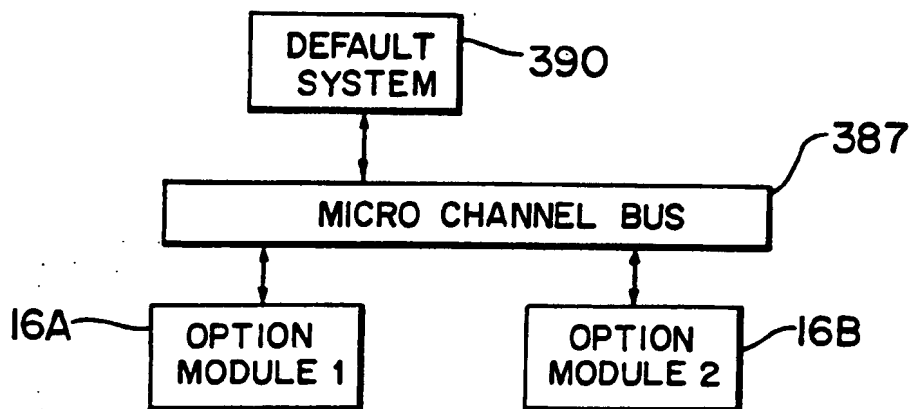 DEFAULT
SYSTEM
390
387
MICRO CHANNEL BUS
16A
OPTION
MODULE 1
OPTION
MODULE 2
16B